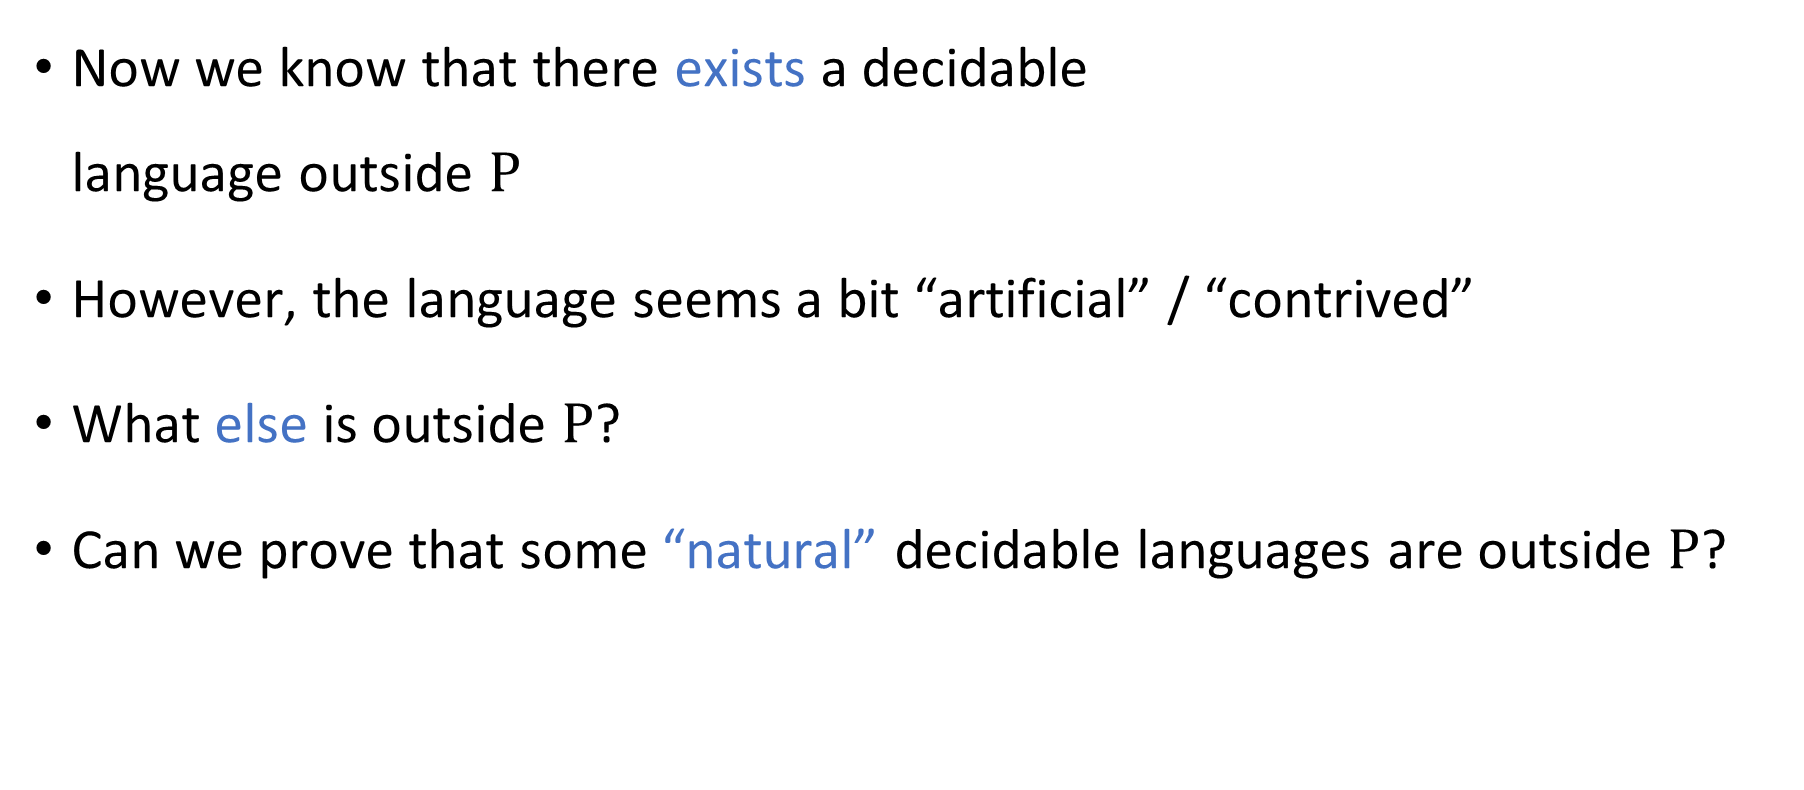 • Now we know that there exists a decidable
language outside P
• However, the language seems a bit “artificial” / “contrived”
• What else is outside P?
• Can we prove that some “natural” decidable languages are outside P?